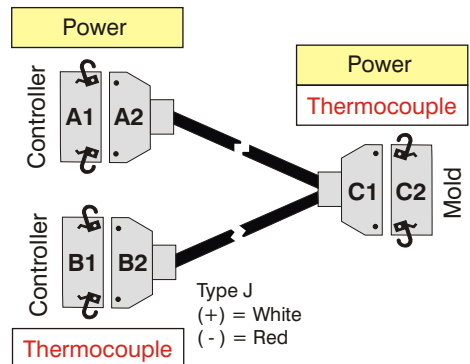 Power
Controller
A1
A2
Power
Thermocouple
C1
C2
Mold
Controller
B1
B2
Type J
(+) = White
(-) = Red
Thermocouple